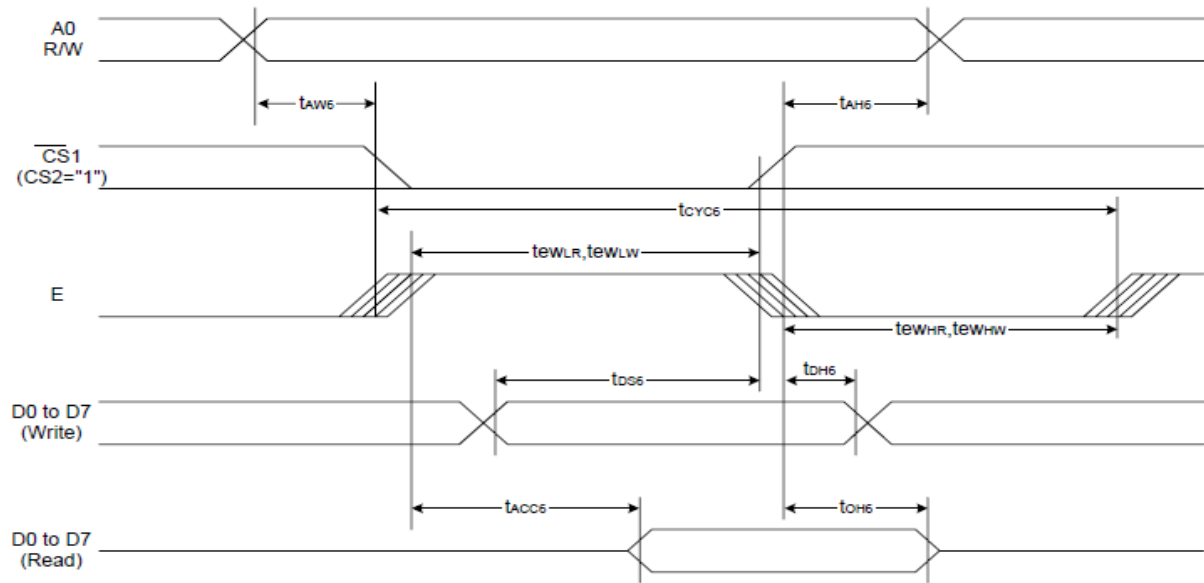 A0
R/W
tAW6
tAH6
CS1
(CS2="1")
tCYC6
tewLR,tewLW
E
tewHR,tewHW
tDS6
tDH6
D0 to D7
(Write)
tACC6
tOH6
D0 to D7
(Read)